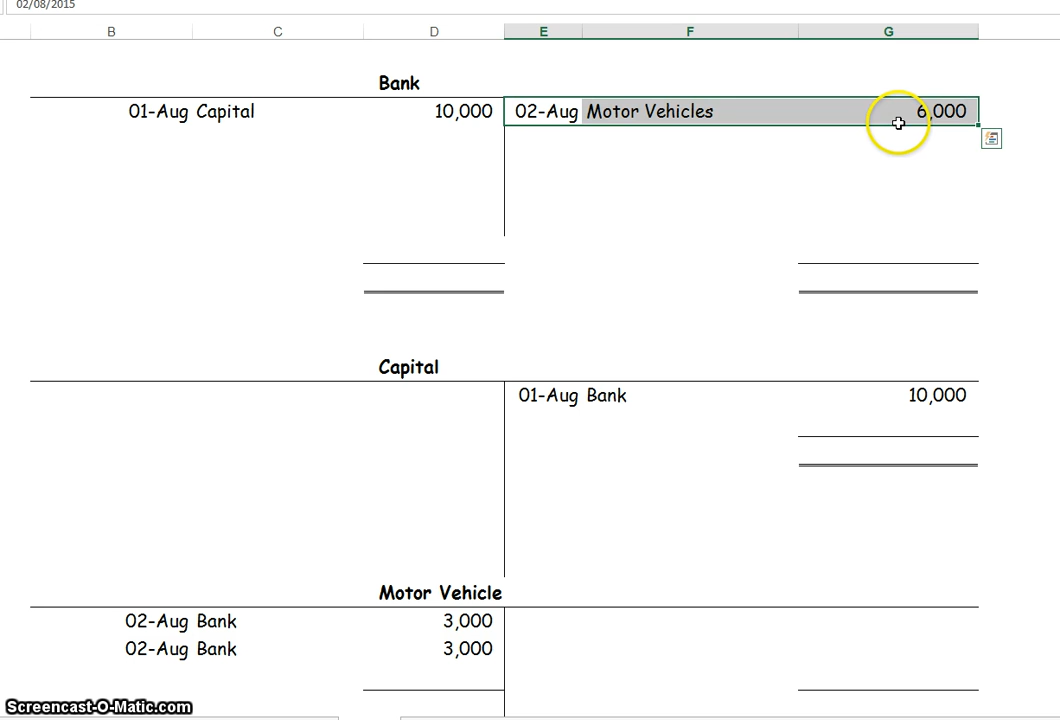 02/08/2015
B C D E F G
Bank
01-Aug Capital 10,000 02-Aug Motor Vehicles 6,000
Capital
01-Aug Bank 10,000
Motor Vehicle
02-Aug Bank 3,000
02-Aug Bank 3,000
Screencast-O-Matic.com